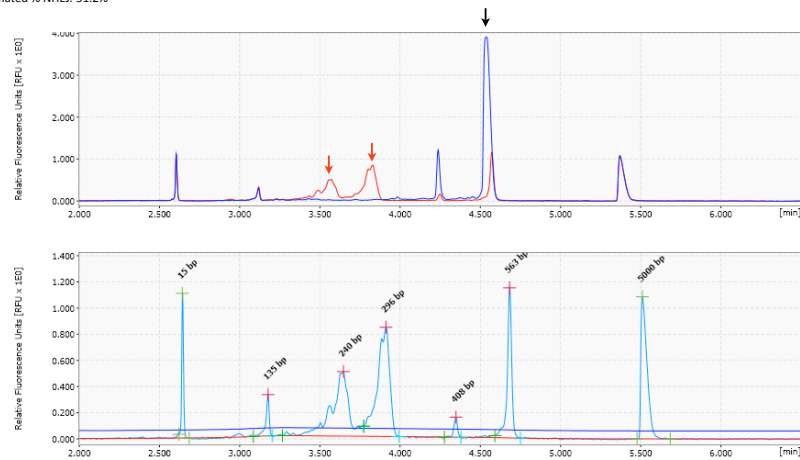 % NHEJ: 31.2%
Relative Fluorescence Units [RFU x 1E0]
4.000
3.000
2.000
1.000
0.000
2.000 2.500 3.000 3.500 4.000 4.500 5.000 5.500 6.000 [min]
Relative Fluorescence Units [RFU x 1E0]
1.400
1.200
1.000
0.800
0.600
0.400
0.200
0.000
15 bp
135 bp
240 bp
296 bp
408 bp
563 bp
5000 bp
2.000 2.500 3.000 3.500 4.000 4.500 5.000 5.500 6.000 [min]